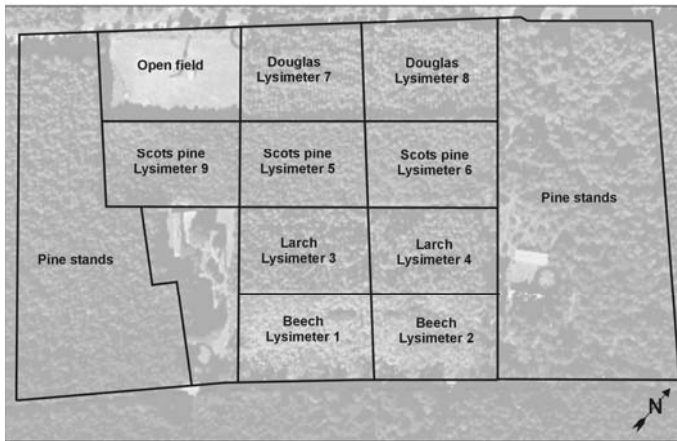 Open field
Douglas
Lysimeter 7
Douglas
Lysimeter 8
Scots pine
Lysimeter 9
Scots pine
Lysimeter 5
Scots pine
Lysimeter 6
Pine stands
Pine stands
Larch
Lysimeter 3
Larch
Lysimeter 4
Beech
Lysimeter 1
Beech
Lysimeter 2
N